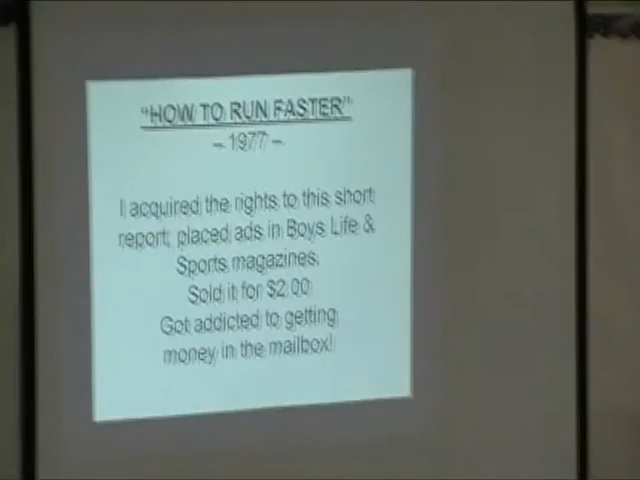 "HOW TO RUN FASTER"
– 1977 –
I acquired the rights to this short
report; placed ads in Boys Life &
Sports magazines.
Sold it for $2.00
Got addicted to getting
money in the mailbox!